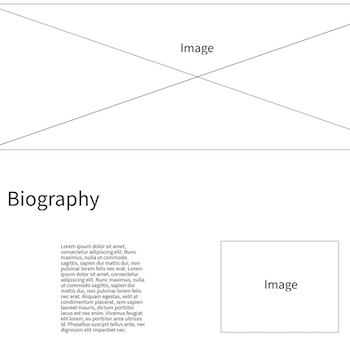 Image
Biography
Lorem ipsum dolor sit amet,
consectetur adipiscing elit. Nunc
maximus, nulla ut commodo
sagittis, sapien dui mattis dui, non
pulvinar lorem felis nec erat. Lorem
ipsum dolor sit amet, consectetur
adipiscing elit. Nunc maximus, nulla
ut commodo sagittis, sapien dui
mattis dui, non pulvinar lorem felis
nec erat. Aliquam egestas, velit at
condimentum placerat, sem sapien
laoreet mauris, dictum maximus
lectus sem nec enim. Vivamus feugiat
elit lorem, eu porttitor ante ultrices
id. Phasellus suscipit tellus ante, nec
dignissim elit imperdiet nec.
Image